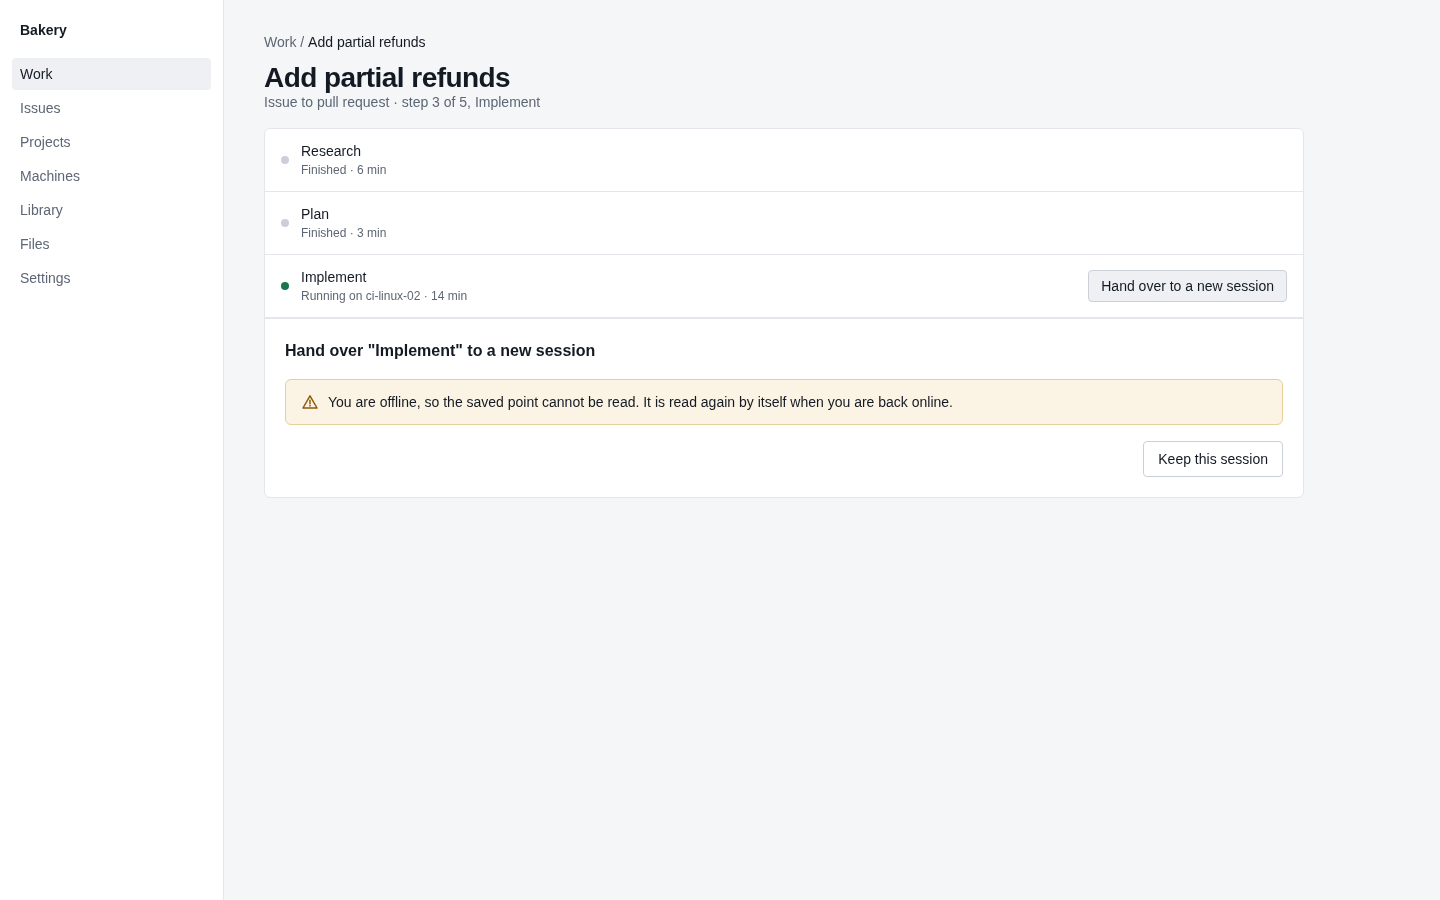 Bakery
Work
Issues
Projects
Machines
Library
Files
Settings
Work / Add partial refunds
Add partial refunds
Issue to pull request · step 3 of 5, Implement
Research
Finished · 6 min
Plan
Finished · 3 min
Implement
Running on ci-linux-02 · 14 min
Hand over to a new session
Hand over "Implement" to a new session
You are offline, so the saved point cannot be read. It is read again by itself when you are back online.
Keep this session